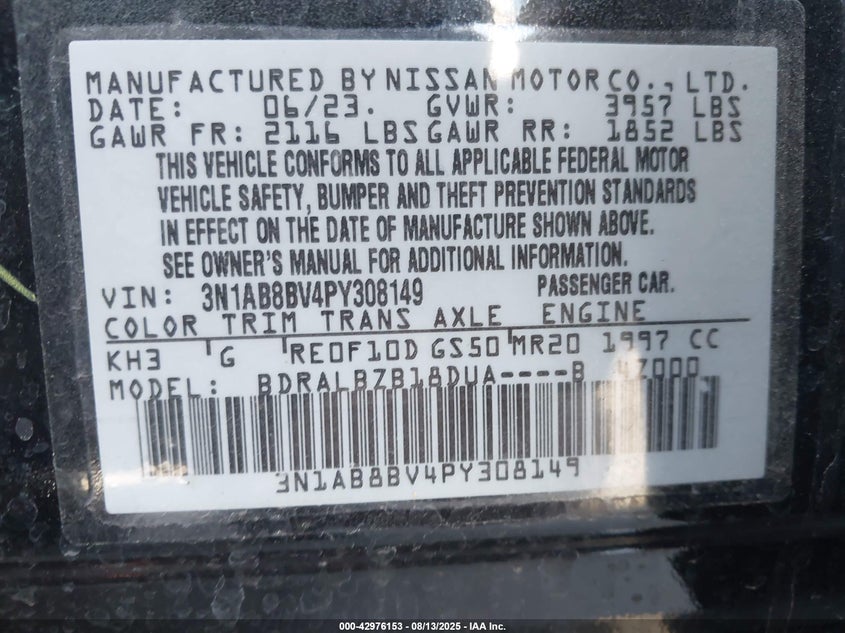 MANUFACTURED BY NISSAN MOTOR CO., LTD.
DATE: 06/23. GVWR: 3957 LBS
GAWR FR: 2116 LBS GAWR RR: 1852 LBS
THIS VEHICLE CONFORMS TO ALL APPLICABLE FEDERAL MOTOR
VEHICLE SAFETY, BUMPER AND THEFT PREVENTION STANDARDS
IN EFFECT ON THE DATE OF MANUFACTURE SHOWN ABOVE.
SEE OWNER'S MANUAL FOR ADDITIONAL INFORMATION.
VIN: 3N1AB8BV4PY308149 PASSENGER CAR.
COLOR TRIM TRANS AXLE ENGINE
KH3 G RE0F10D GS50 MR20 1997 CC
MODEL: BDRALBZB18DUA----B 4Z000
3N1AB8BV4PY308149
000-42976153 — 08/13/2025 — IAA Inc.